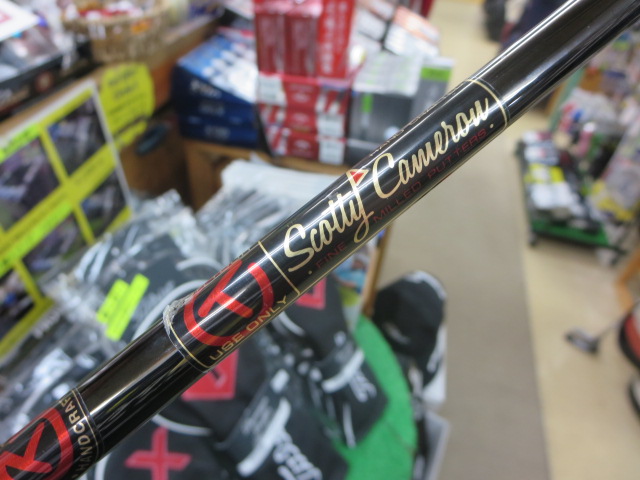 Scotty Cameron
· FINE MILLED PUTTERS ·
K
USE ONLY
K